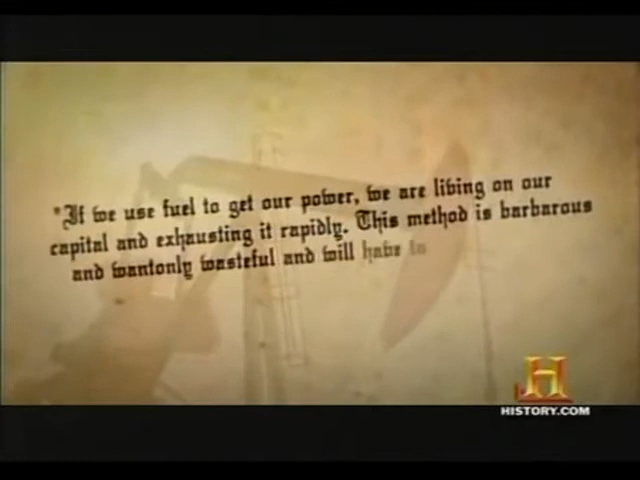 "If we use fuel to get our power, we are living on our
capital and exhausting it rapidly. This method is barbarous
and wantonly wasteful and will have to
H
HISTORY.COM